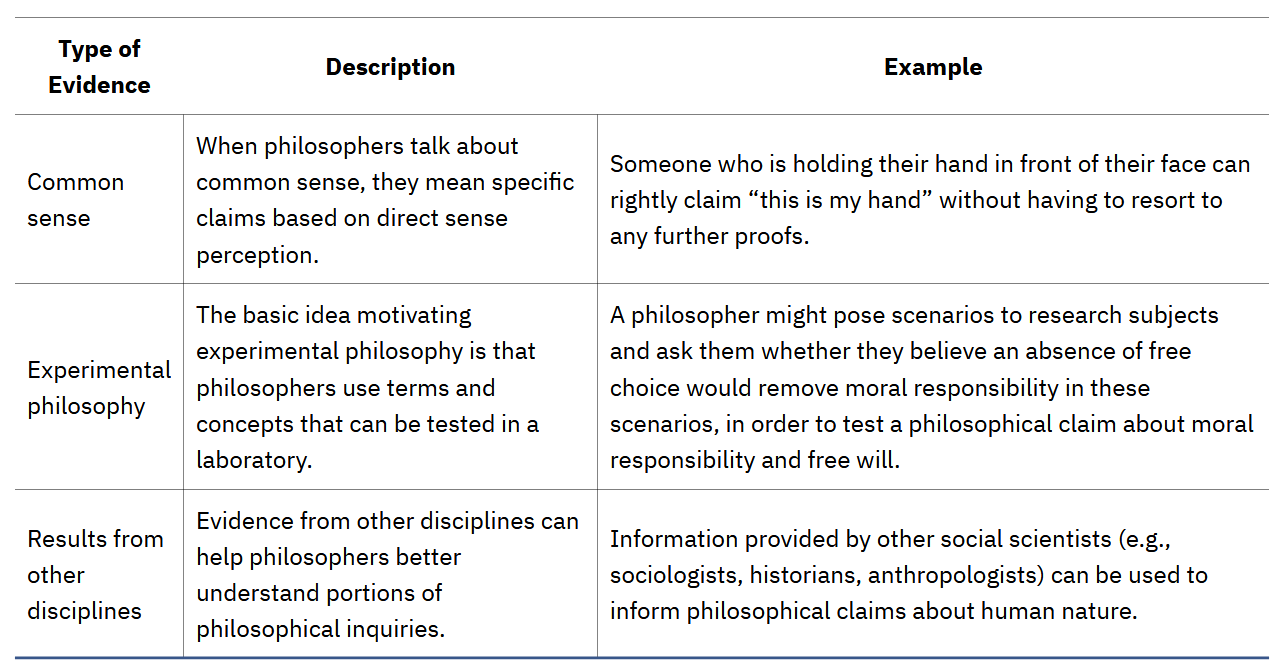 Type of
Evidence
Description
Example
Common
sense
When philosophers talk about
common sense, they mean specific
claims based on direct sense
perception.
Someone who is holding their hand in front of their face can
rightly claim “this is my hand” without having to resort to
any further proofs.
Experimental
philosophy
The basic idea motivating
experimental philosophy is that
philosophers use terms and
concepts that can be tested in a
laboratory.
A philosopher might pose scenarios to research subjects
and ask them whether they believe an absence of free
choice would remove moral responsibility in these
scenarios, in order to test a philosophical claim about moral
responsibility and free will.
Results from
other
disciplines
Evidence from other disciplines can
help philosophers better
understand portions of
philosophical inquiries.
Information provided by other social scientists (e.g.,
sociologists, historians, anthropologists) can be used to
inform philosophical claims about human nature.